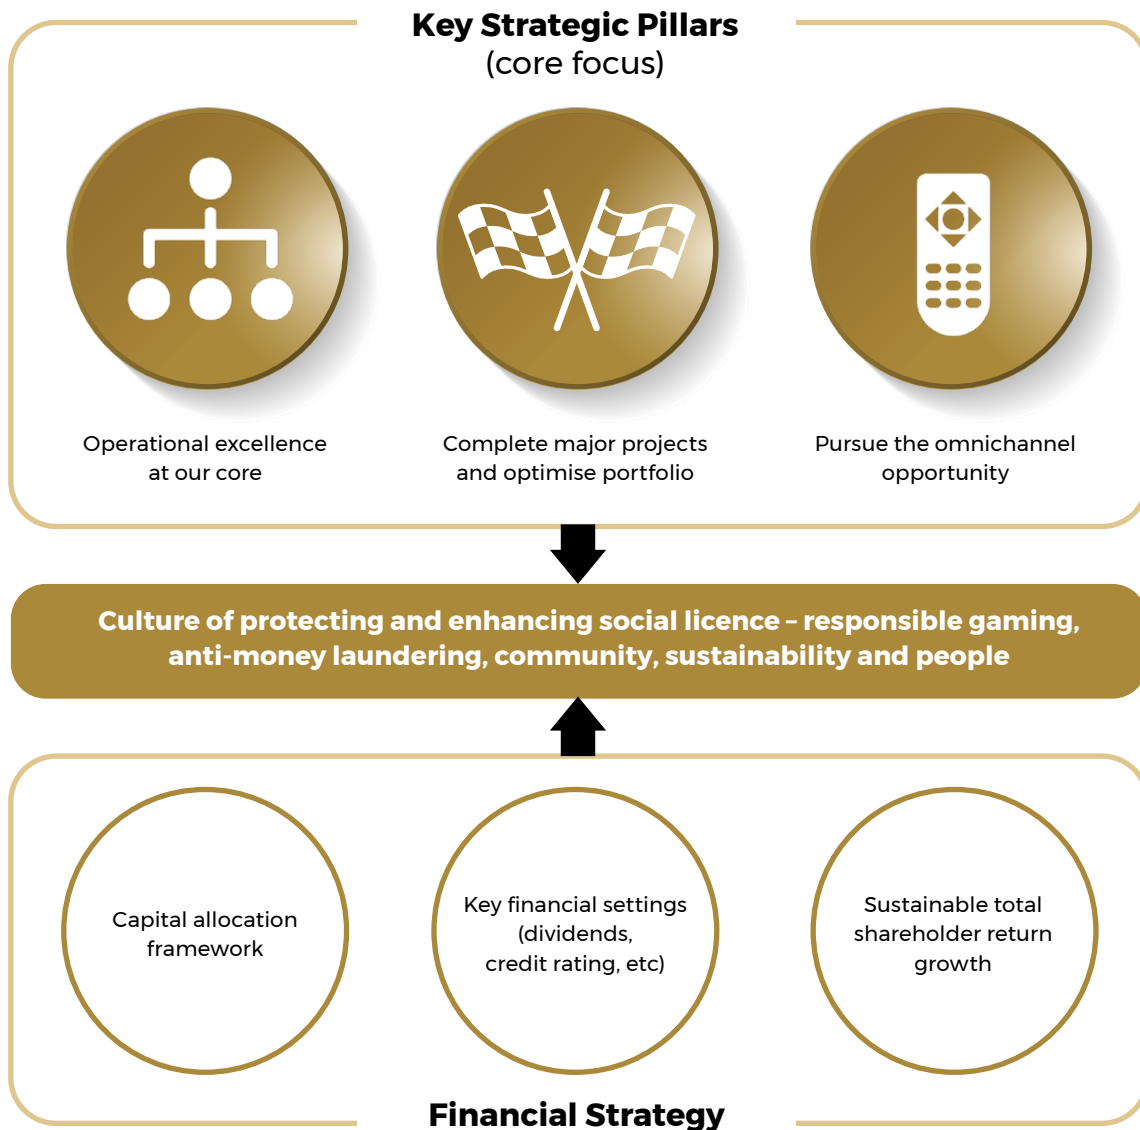 Key Strategic Pillars
(core focus)
Operational excellence
at our core
Complete major projects
and optimise portfolio
Pursue the omnichannel
opportunity
Culture of protecting and enhancing social licence – responsible gaming,
anti-money laundering, community, sustainability and people
Capital allocation
framework
Key financial settings
(dividends,
credit rating, etc)
Sustainable total
shareholder return
growth
Financial Strategy